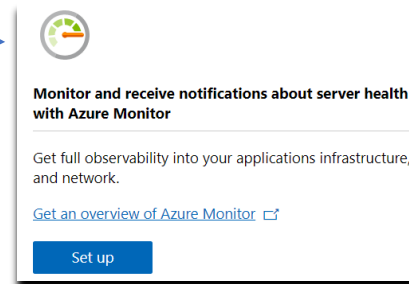 Monitor and receive notifications about server health
with Azure Monitor
Get full observability into your applications infrastructure,
and network.
Get an overview of Azure Monitor
Set up